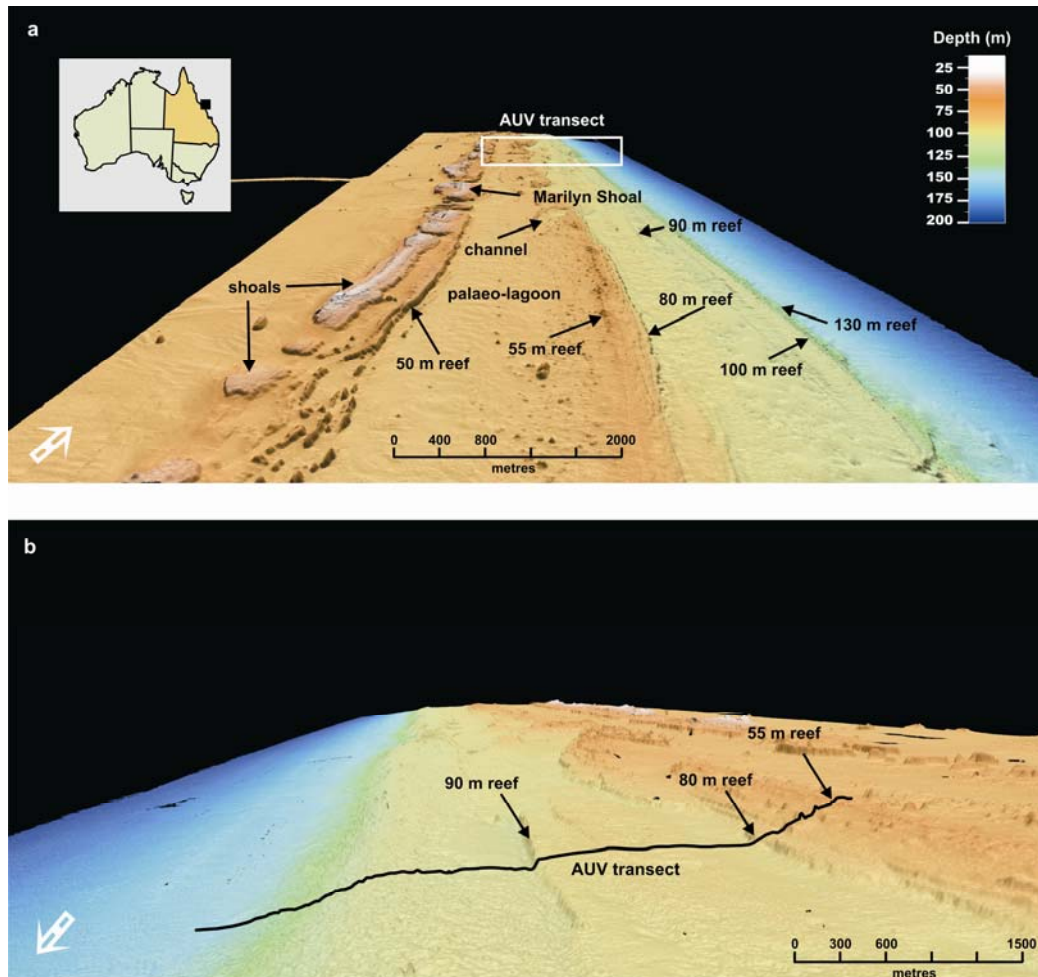 a
Depth (m)
25
50
75
100
125
150
175
200
AUV transect
Marilyn Shoal
90 m reef
channel
shoals
palaeo-lagoon
80 m reef
130 m reef
55 m reef
50 m reef
100 m reef
0 400 800 2000
metres
b
55 m reef
90 m reef
80 m reef
AUV transect
0 300 600 1500
metres